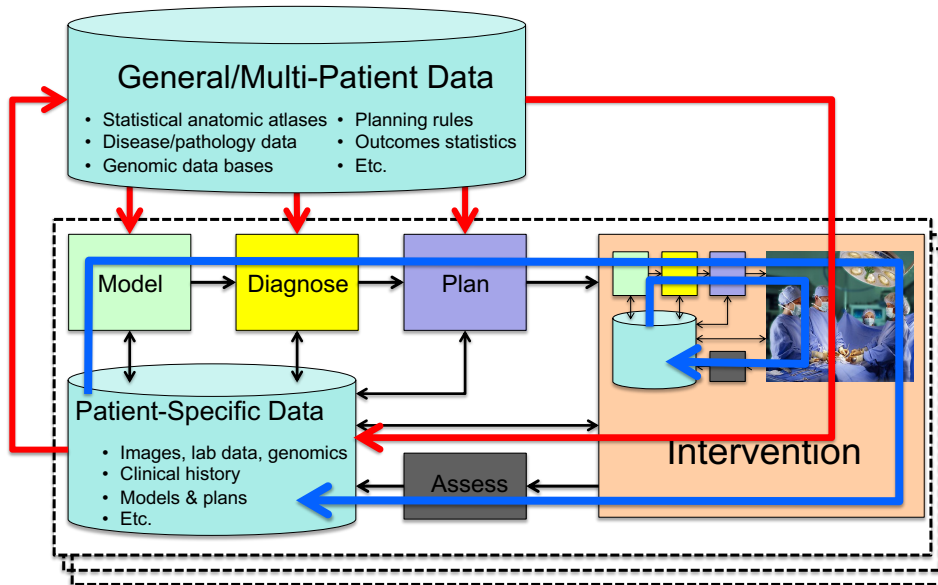 General/Multi-Patient Data
• Statistical anatomic atlases
• Disease/pathology data
• Genomic data bases
• Planning rules
• Outcomes statistics
• Etc.
Model
Diagnose
Plan
Patient-Specific Data
• Images, lab data, genomics
• Clinical history
• Models & plans
• Etc.
Assess
Intervention